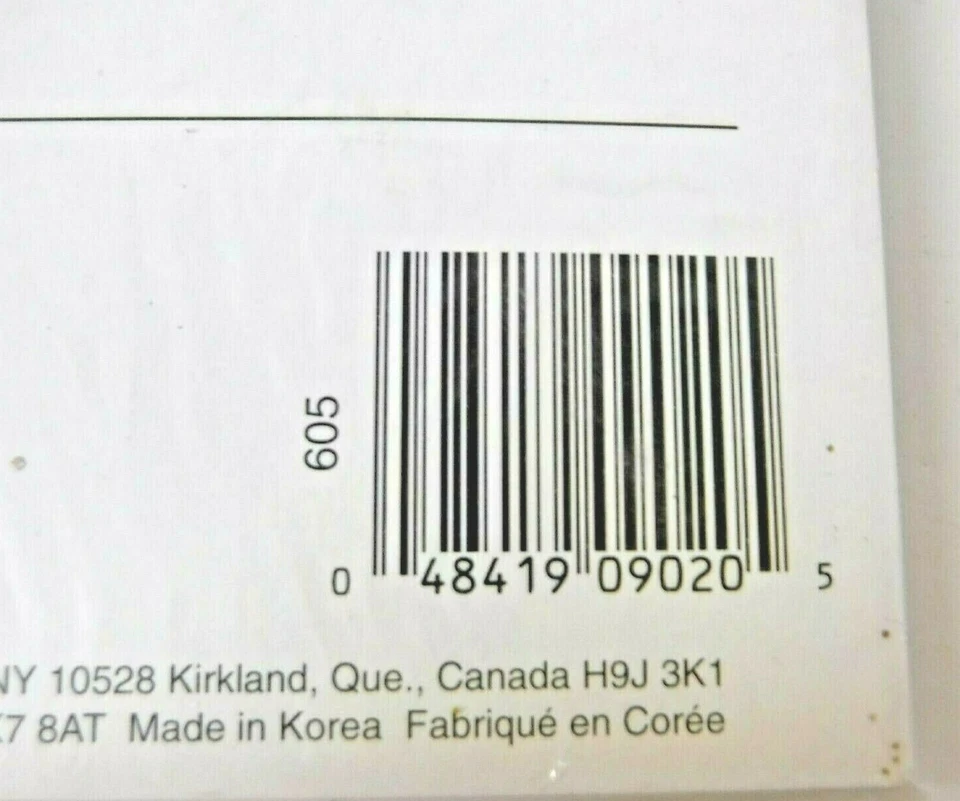 605
0 48419 09020 5
NY 10528 Kirkland, Que., Canada H9J 3K1
8AT Made in Korea Fabriqué en Corée